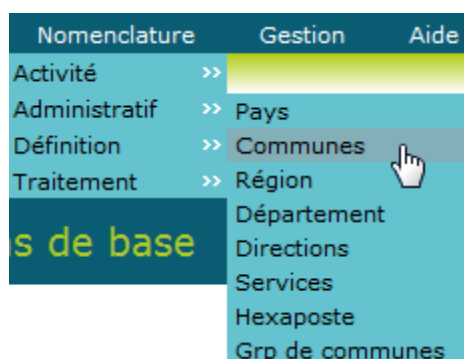 Nomenclature Gestion Aide
Activité >>
Administratif >> Pays
Définition >> Communes
Traitement >> Région
Département
s de base Directions
Services
Hexaposte
Grp de communes